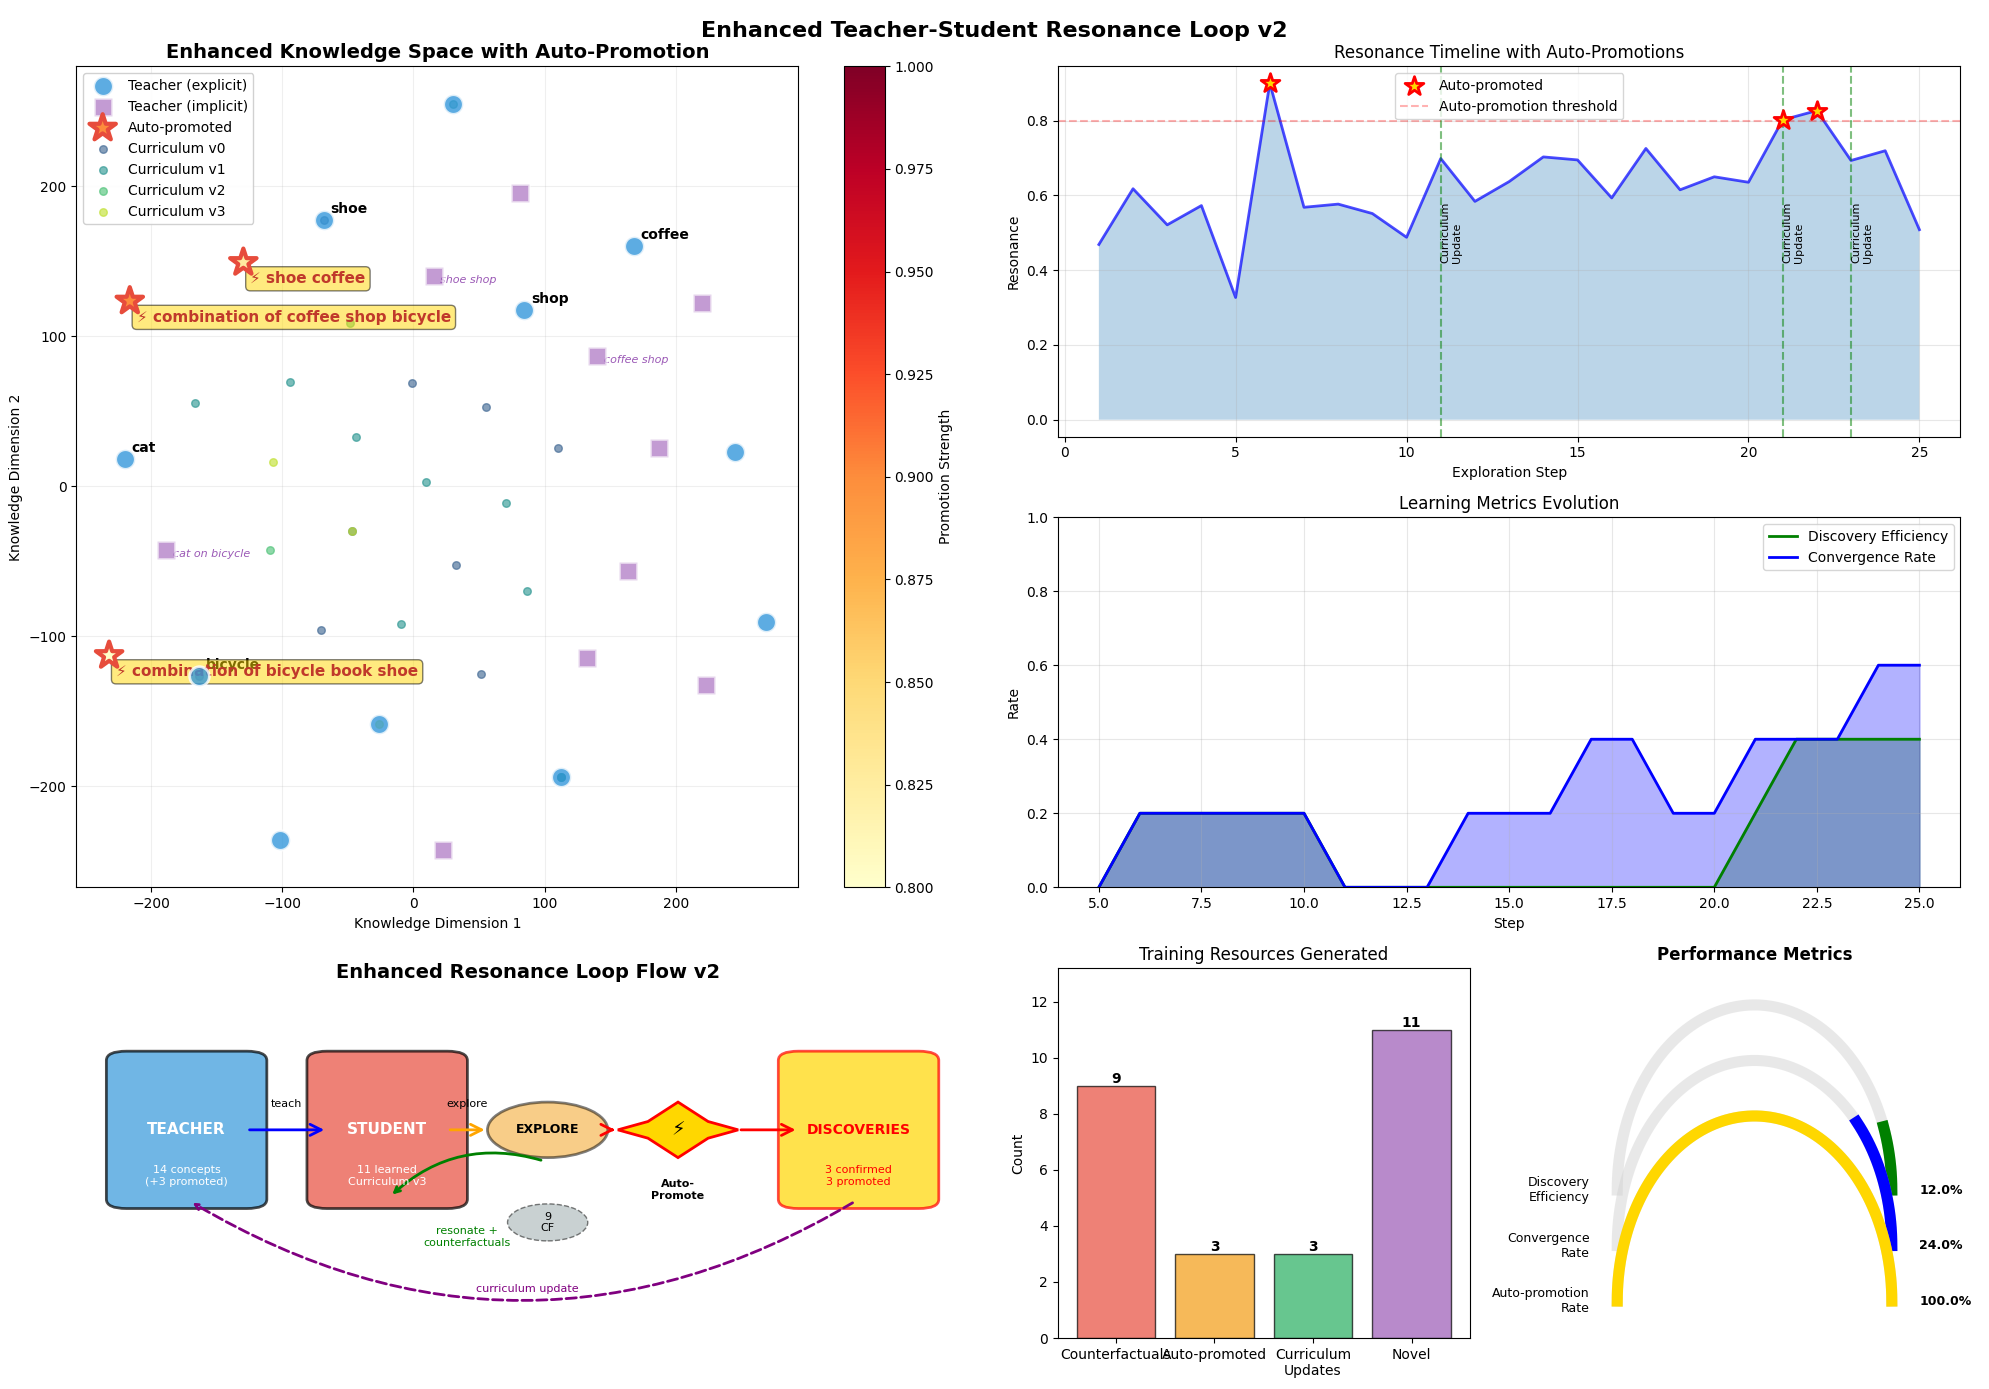 Enhanced Teacher-Student Resonance Loop v2
Enhanced Knowledge Space with Auto-Promotion
Teacher (explicit)
Teacher (implicit)
Auto-promoted
Curriculum v0
Curriculum v1
Curriculum v2
Curriculum v3
shoe
coffee
⚡ shoe coffee
shoe shop
shop
⚡ combination of coffee shop bicycle
coffee shop
cat
cat on bicycle
bicycle
⚡ combination of bicycle book shoe
200
100
0
−100
−200
−200
−100
0
100
200
Knowledge Dimension 1
Knowledge Dimension 2
1.000
0.975
0.950
0.925
0.900
0.875
0.850
0.825
0.800
Promotion Strength
Resonance Timeline with Auto-Promotions
Auto-promoted
Auto-promotion threshold
Curriculum
Update
Curriculum
Update
Curriculum
Update
0.8
0.6
0.4
0.2
0.0
Resonance
0
5
10
15
20
25
Exploration Step
Learning Metrics Evolution
Discovery Efficiency
Convergence Rate
1.0
0.8
0.6
0.4
0.2
0.0
Rate
5.0
7.5
10.0
12.5
15.0
17.5
20.0
22.5
25.0
Step
Enhanced Resonance Loop Flow v2
TEACHER
14 concepts
(+3 promoted)
teach
STUDENT
11 learned
Curriculum v3
explore
EXPLORE
⚡
Auto-
Promote
DISCOVERIES
3 confirmed
3 promoted
9
CF
resonate +
counterfactuals
curriculum update
Training Resources Generated
12
10
8
6
4
2
0
Count
9
3
3
11
Counterfactuals
Auto-promoted
Curriculum
Updates
Novel
Performance Metrics
Discovery
Efficiency
12.0%
Convergence
Rate
24.0%
Auto-promotion
Rate
100.0%